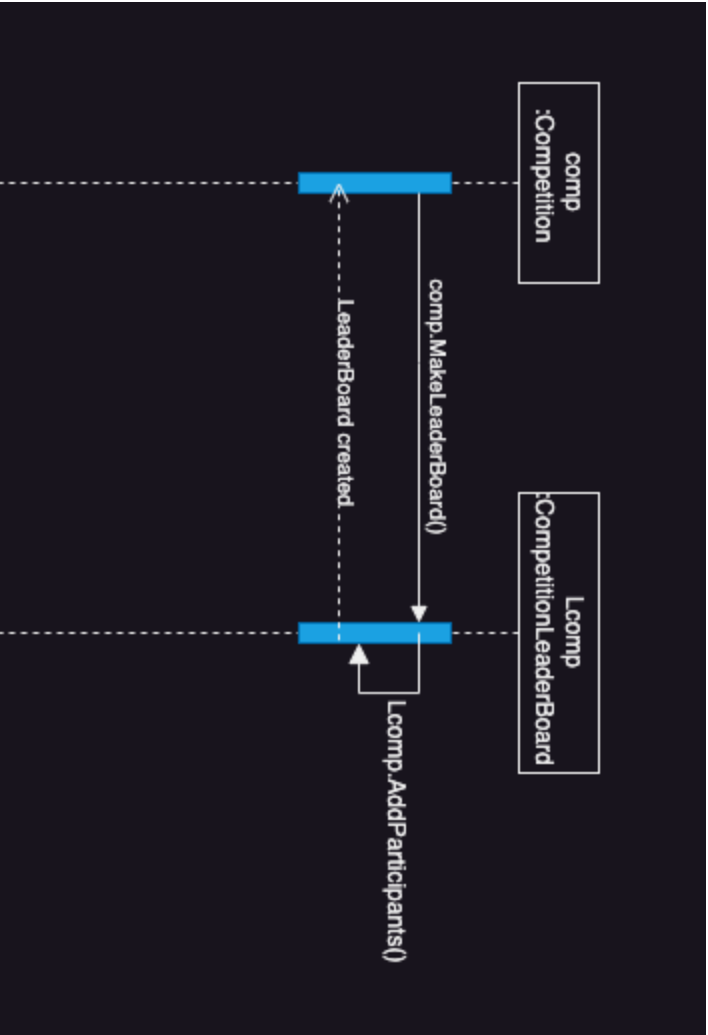 comp
:Competition
Lcomp
:CompetitionLeaderBoard
comp.MakeLeaderBoard()
Lcomp.AddParticipants()
LeaderBoard created